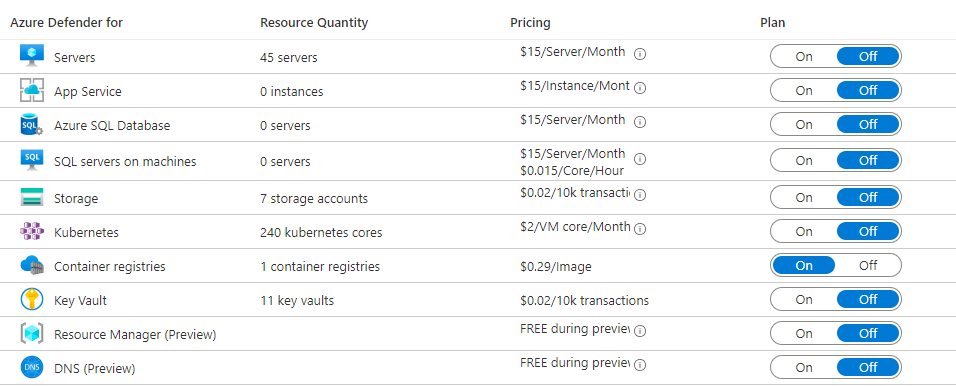 Azure Defender for Resource Quantity Pricing Plan
Servers 45 servers $15/Server/Month On Off
App Service 0 instances $15/Instance/Mont On Off
SQL Azure SQL Database 0 servers $15/Server/Month On Off
SQL SQL servers on machines 0 servers $15/Server/Month On Off
$0.015/Core/Hour
Storage 7 storage accounts $0.02/10k transacti On Off
Kubernetes 240 kubernetes cores $2/VM core/Month On Off
Container registries 1 container registries $0.29/Image On Off
Key Vault 11 key vaults $0.02/10k transactions On Off
Resource Manager (Preview) FREE during previe On Off
DNS DNS (Preview) FREE during previe On Off